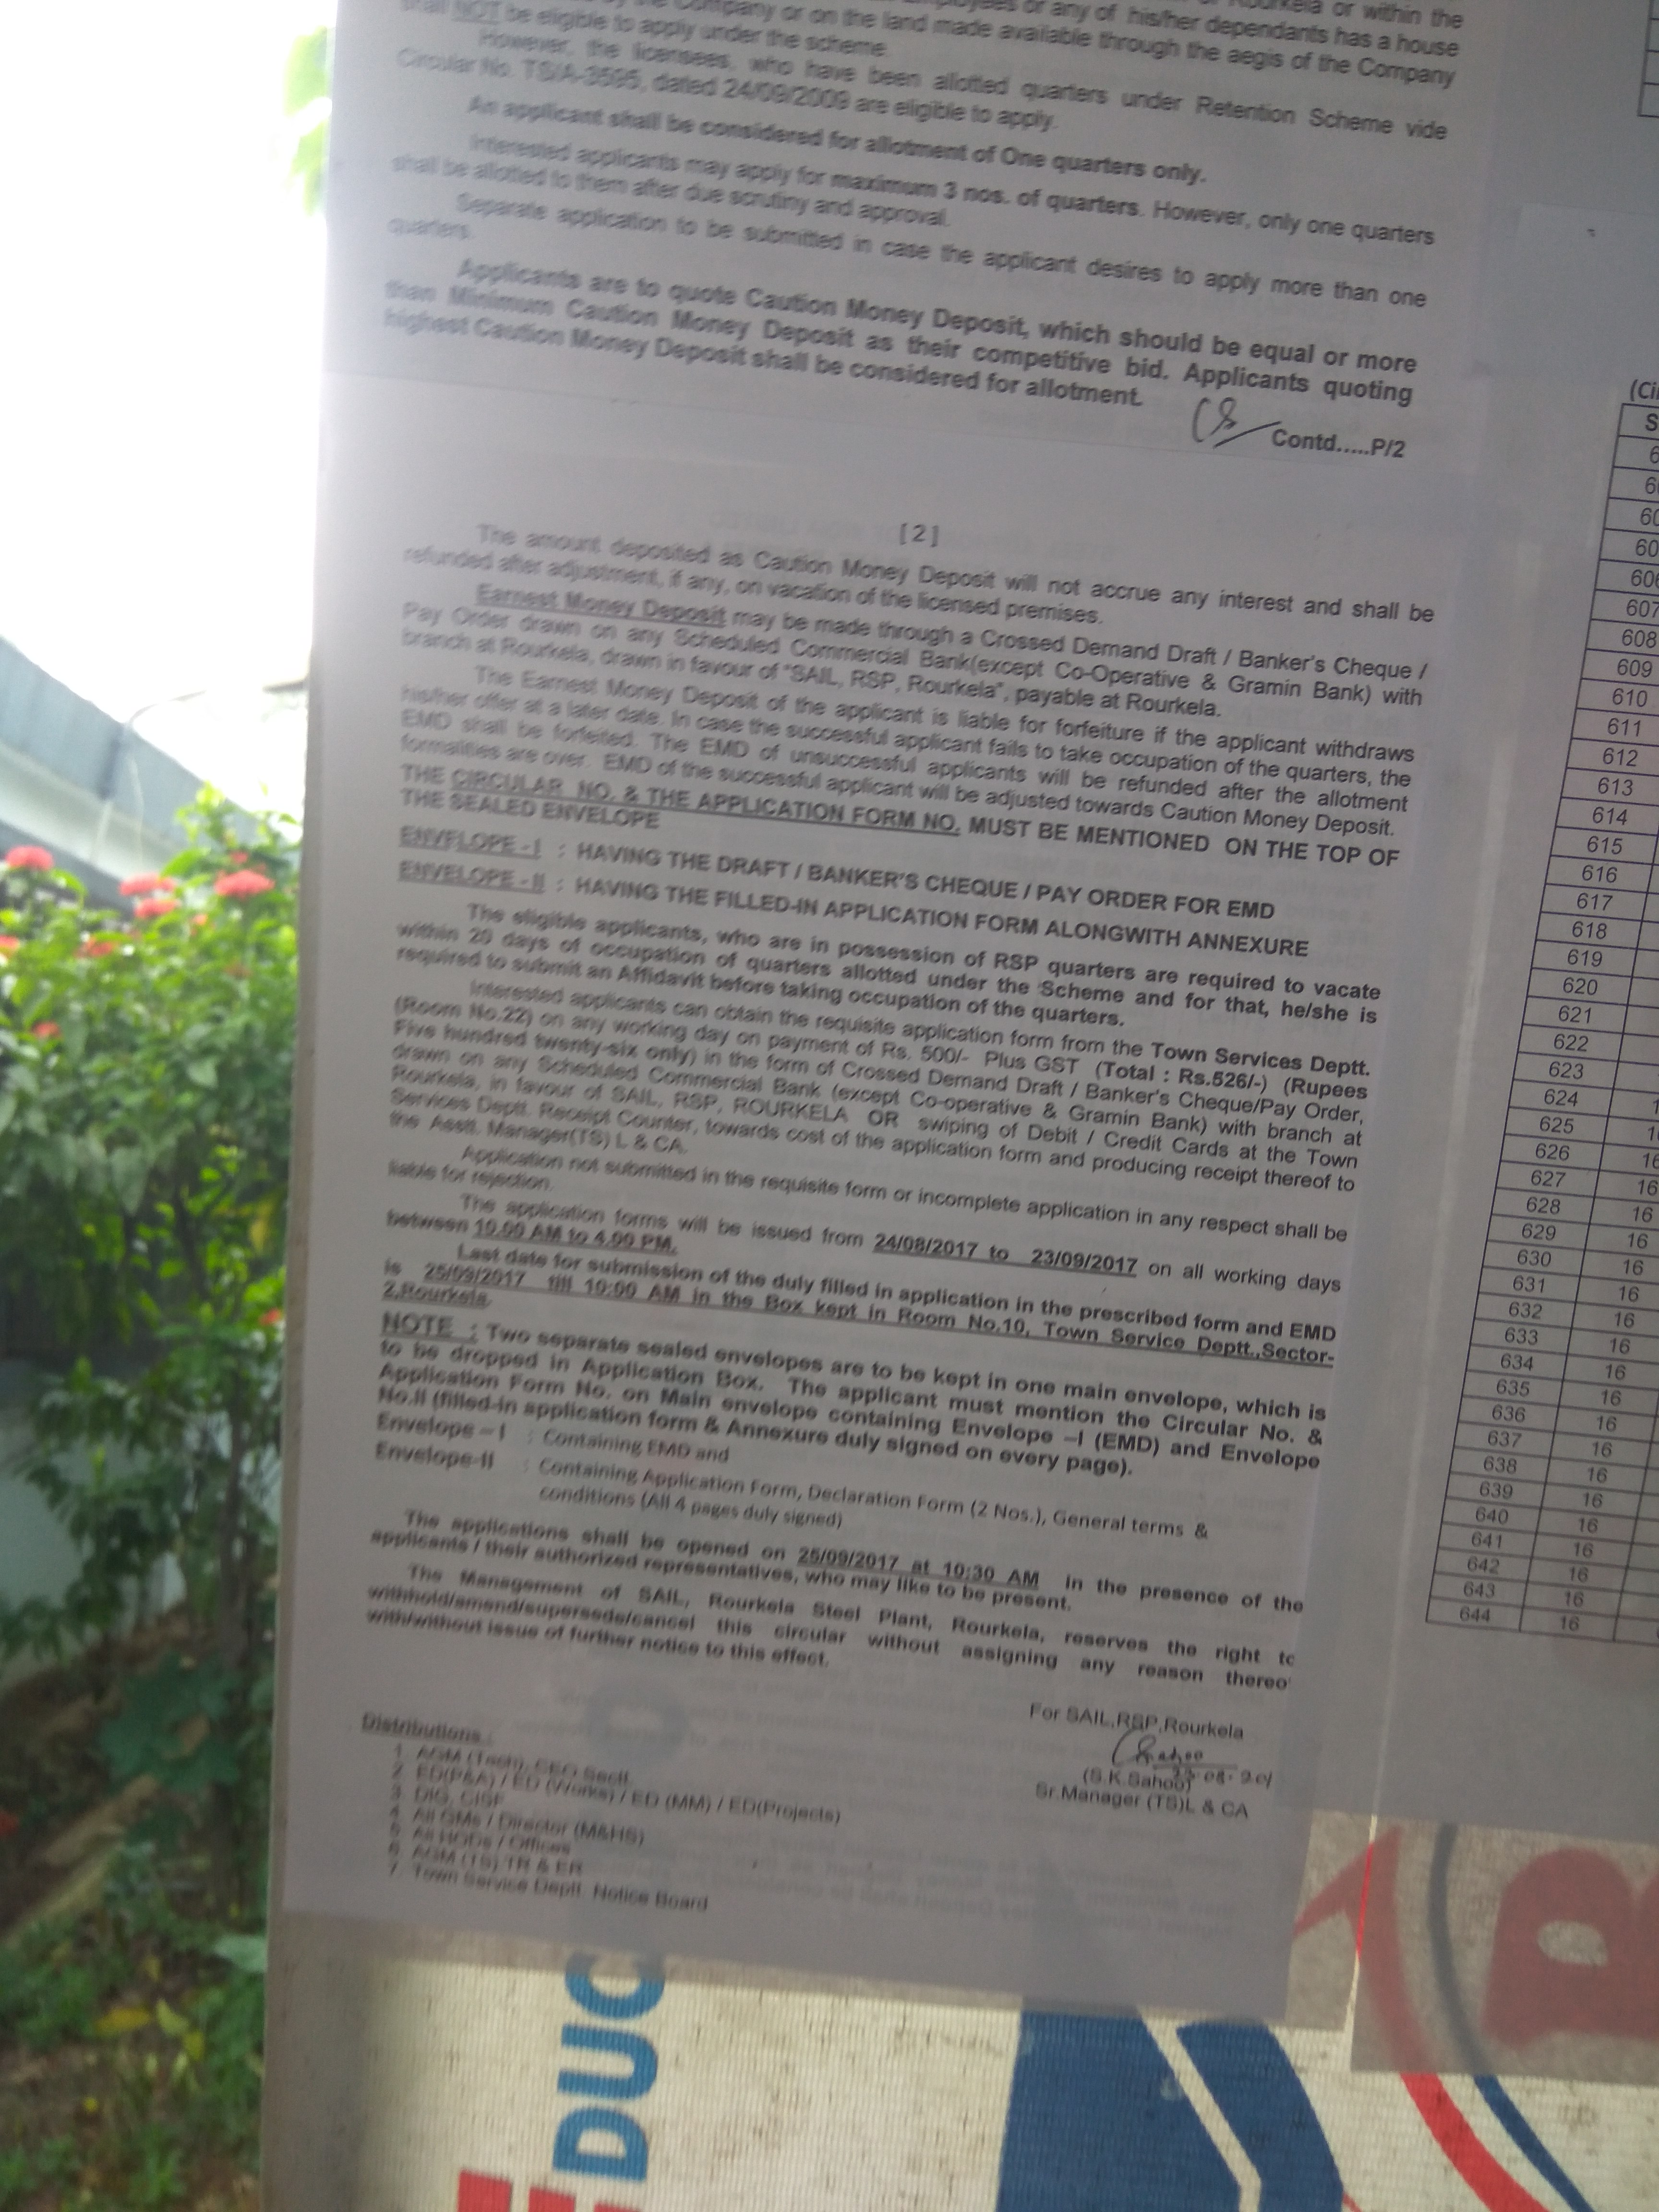 Rourkela or within the
by the Company or on the land made available through the aegis of the Company
shall NOT be eligible to apply under the scheme.
However, the licensees, who have been allotted quarters under Retention Scheme vide
Circular No. TS/A-3595, dated 24/09/2009 are eligible to apply.
An applicant shall be considered for allotment of One quarters only.
Interested applicants may apply for maximum 3 nos. of quarters. However, only one quarters
shall be allotted to them after due scrutiny and approval.
Separate application to be submitted in case the applicant desires to apply more than one
quarters.
Applicants are to quote Caution Money Deposit, which should be equal or more
than Minimum Caution Money Deposit as their competitive bid. Applicants quoting
highest Caution Money Deposit shall be considered for allotment.
Contd.....P/2
[2]
The amount deposited as Caution Money Deposit will not accrue any interest and shall be
refunded after adjustment, if any, on vacation of the licensed premises.
Earnest Money Deposit may be made through a Crossed Demand Draft / Banker's Cheque /
Pay Order drawn on any Scheduled Commercial Bank(except Co-Operative & Gramin Bank) with
branch at Rourkela, drawn in favour of "SAIL, RSP, Rourkela", payable at Rourkela.
The Earnest Money Deposit of the applicant is liable for forfeiture if the applicant withdraws
his/her offer at a later date. In case the successful applicant fails to take occupation of the quarters, the
EMD shall be forfeited. The EMD of unsuccessful applicants will be refunded after the allotment
formalities are over. EMD of the successful applicant will be adjusted towards Caution Money Deposit.
THE CIRCULAR NO. & THE APPLICATION FORM NO. MUST BE MENTIONED ON THE TOP OF
THE SEALED ENVELOPE
ENVELOPE - I : HAVING THE DRAFT / BANKER'S CHEQUE / PAY ORDER FOR EMD
ENVELOPE - II : HAVING THE FILLED-IN APPLICATION FORM ALONGWITH ANNEXURE
The eligible applicants, who are in possession of RSP quarters are required to vacate
within 20 days of occupation of quarters allotted under the Scheme and for that, he/she is
required to submit an Affidavit before taking occupation of the quarters.
Interested applicants can obtain the requisite application form from the Town Services Deptt.
(Room No.22) on any working day on payment of Rs. 500/- Plus GST (Total : Rs.526/-) (Rupees
Five hundred twenty-six only) in the form of Crossed Demand Draft / Banker's Cheque/Pay Order,
drawn on any Scheduled Commercial Bank (except Co-operative & Gramin Bank) with branch at
Rourkela, in favour of SAIL, RSP, ROURKELA OR swiping of Debit / Credit Cards at the Town
Services Deptt. Receipt Counter, towards cost of the application form and producing receipt thereof to
the Asstt. Manager(TS) L & CA.
Application not submitted in the requisite form or incomplete application in any respect shall be
liable for rejection.
The application forms will be issued from 24/08/2017 to 23/09/2017 on all working days
between 10.00 AM to 4.00 PM.
Last date for submission of the duly filled in application in the prescribed form and EMD
is 25/09/2017 till 10:00 AM in the Box kept in Room No.10, Town Service Deptt.,Sector-
2,Rourkela.
NOTE : Two separate sealed envelopes are to be kept in one main envelope, which is
to be dropped in Application Box. The applicant must mention the Circular No. &
Application Form No. on Main envelope containing Envelope –I (EMD) and Envelope
No.II (filled-in application form & Annexure duly signed on every page).
Envelope – I : Containing EMD and
Envelope-II : Containing Application Form, Declaration Form (2 Nos.), General terms &
conditions (All 4 pages duly signed)
The applications shall be opened on 25/09/2017 at 10:30 AM in the presence of the
applicants / their authorized representatives, who may like to be present.
The Management of SAIL, Rourkela Steel Plant, Rourkela, reserves the right to
withhold/amend/supersede/cancel this circular without assigning any reason thereo
with/without issue of further notice to this effect.
For SAIL,RSP,Rourkela
(S.K.Sahoo)
Sr.Manager (TS)L & CA
Distributions :
1. AGM (Tech), CEO Sectt.
2. ED(P&A) / ED (Works) / ED (MM) / ED(Projects)
3. DIG, CISF
4. All GMs / Director (M&HS)
5. All HODs / Offices
6. AGM (TS) TR & ER
7. Town Service Deptt. Notice Board
(Ci
S
6
6
60
60
606
607
608
609
610
611
612
613
614
615
616
617
618
619
620
621
622
623
624 1
625 1
626 16
627 16
628 16
629 16
630 16
631 16
632 16
633 16
634 16
635 16
636 16
637 16
638 16
639 16
640 16
641 16
642 16
643 16
644 16
EDUC